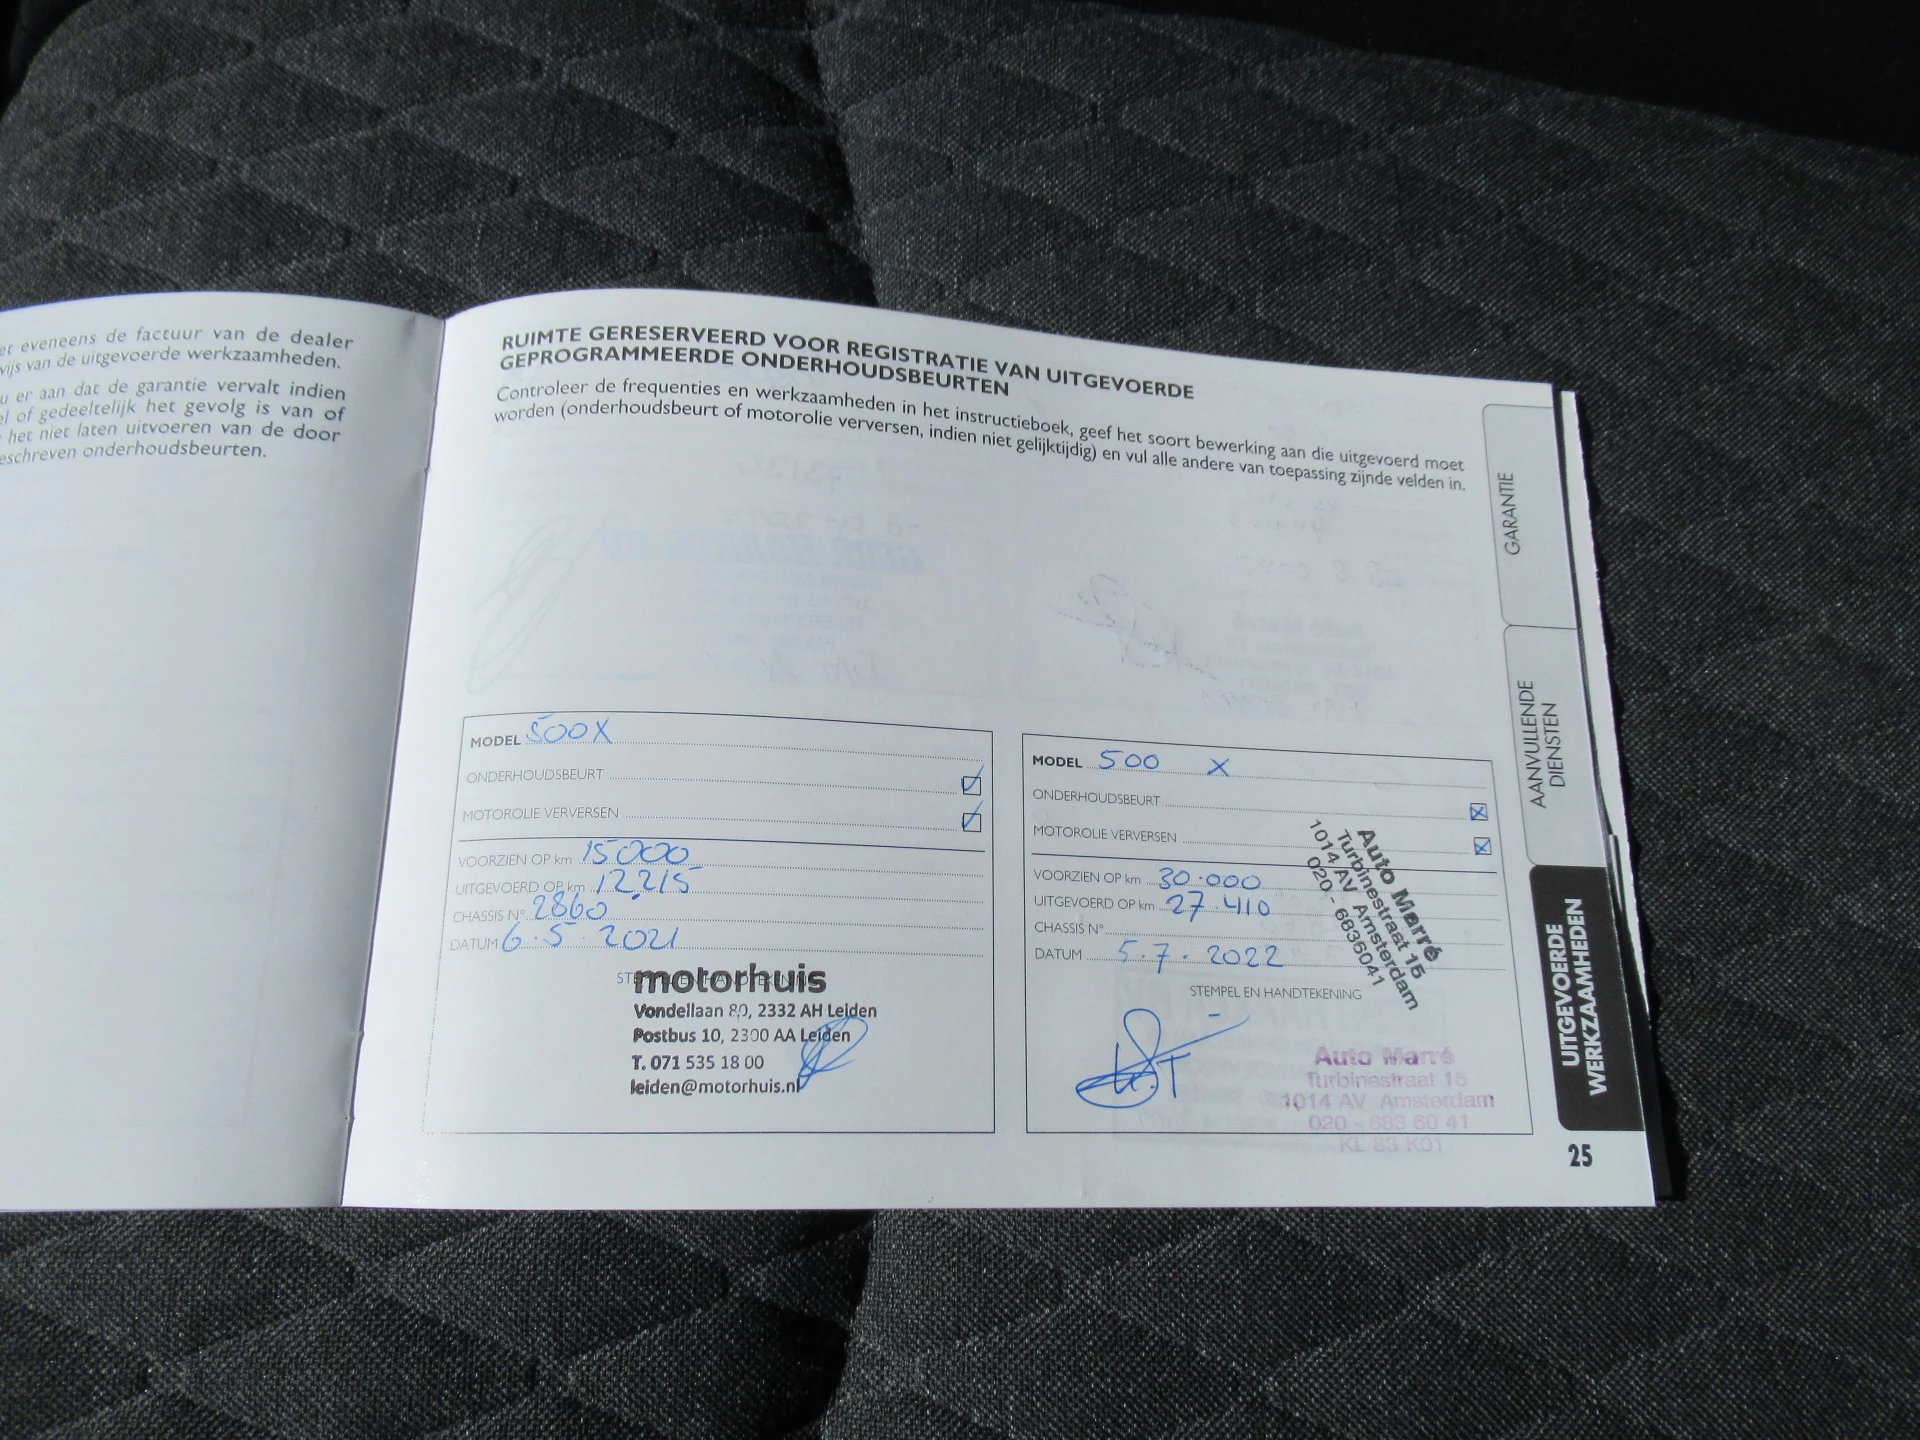 et eveneens de factuur van de dealer
wijs van de uitgevoerde werkzaamheden.
u er aan dat de garantie vervalt indien
el of gedeeltelijk het gevolg is van of
het niet laten uitvoeren van de door
eschreven onderhoudsbeurten.
RUIMTE GERESERVEERD VOOR REGISTRATIE VAN UITGEVOERDE
GEPROGRAMMEERDE ONDERHOUDSBEURTEN
Controleer de frequenties en werkzaamheden in het instructieboek, geef het soort bewerking aan die uitgevoerd moet
worden (onderhoudsbeurt of motorolie verversen, indien niet gelijktijdig) en vul alle andere van toepassing zijnde velden in.
MODEL 500X
ONDERHOUDSBEURT
MOTOROLIE VERVERSEN
VOORZIEN OP km 15000
UITGEVOERD OP km 12.215
CHASSIS N° 2860
DATUM 6.5.2021
motorhuis
Vondellaan 80, 2332 AH Leiden
Postbus 10, 2300 AA Leiden
T. 071 535 18 00
leiden@motorhuis.nl
MODEL 500 X
ONDERHOUDSBEURT
MOTOROLIE VERVERSEN
VOORZIEN OP km 30.000
UITGEVOERD OP km 27.410
CHASSIS N°
DATUM 5.7.2022
STEMPEL EN HANDTEKENING
Auto Marré
Turbinestraat 15
1014 AV Amsterdam
020 - 6836041
Auto Marré
Turbinestraat 15
1014 AV Amsterdam
020 - 683 60 41
KL 83 K01
GARANTIE
AANVULLENDE
DIENSTEN
UITGEVOERDE
WERKZAAMHEDEN
25